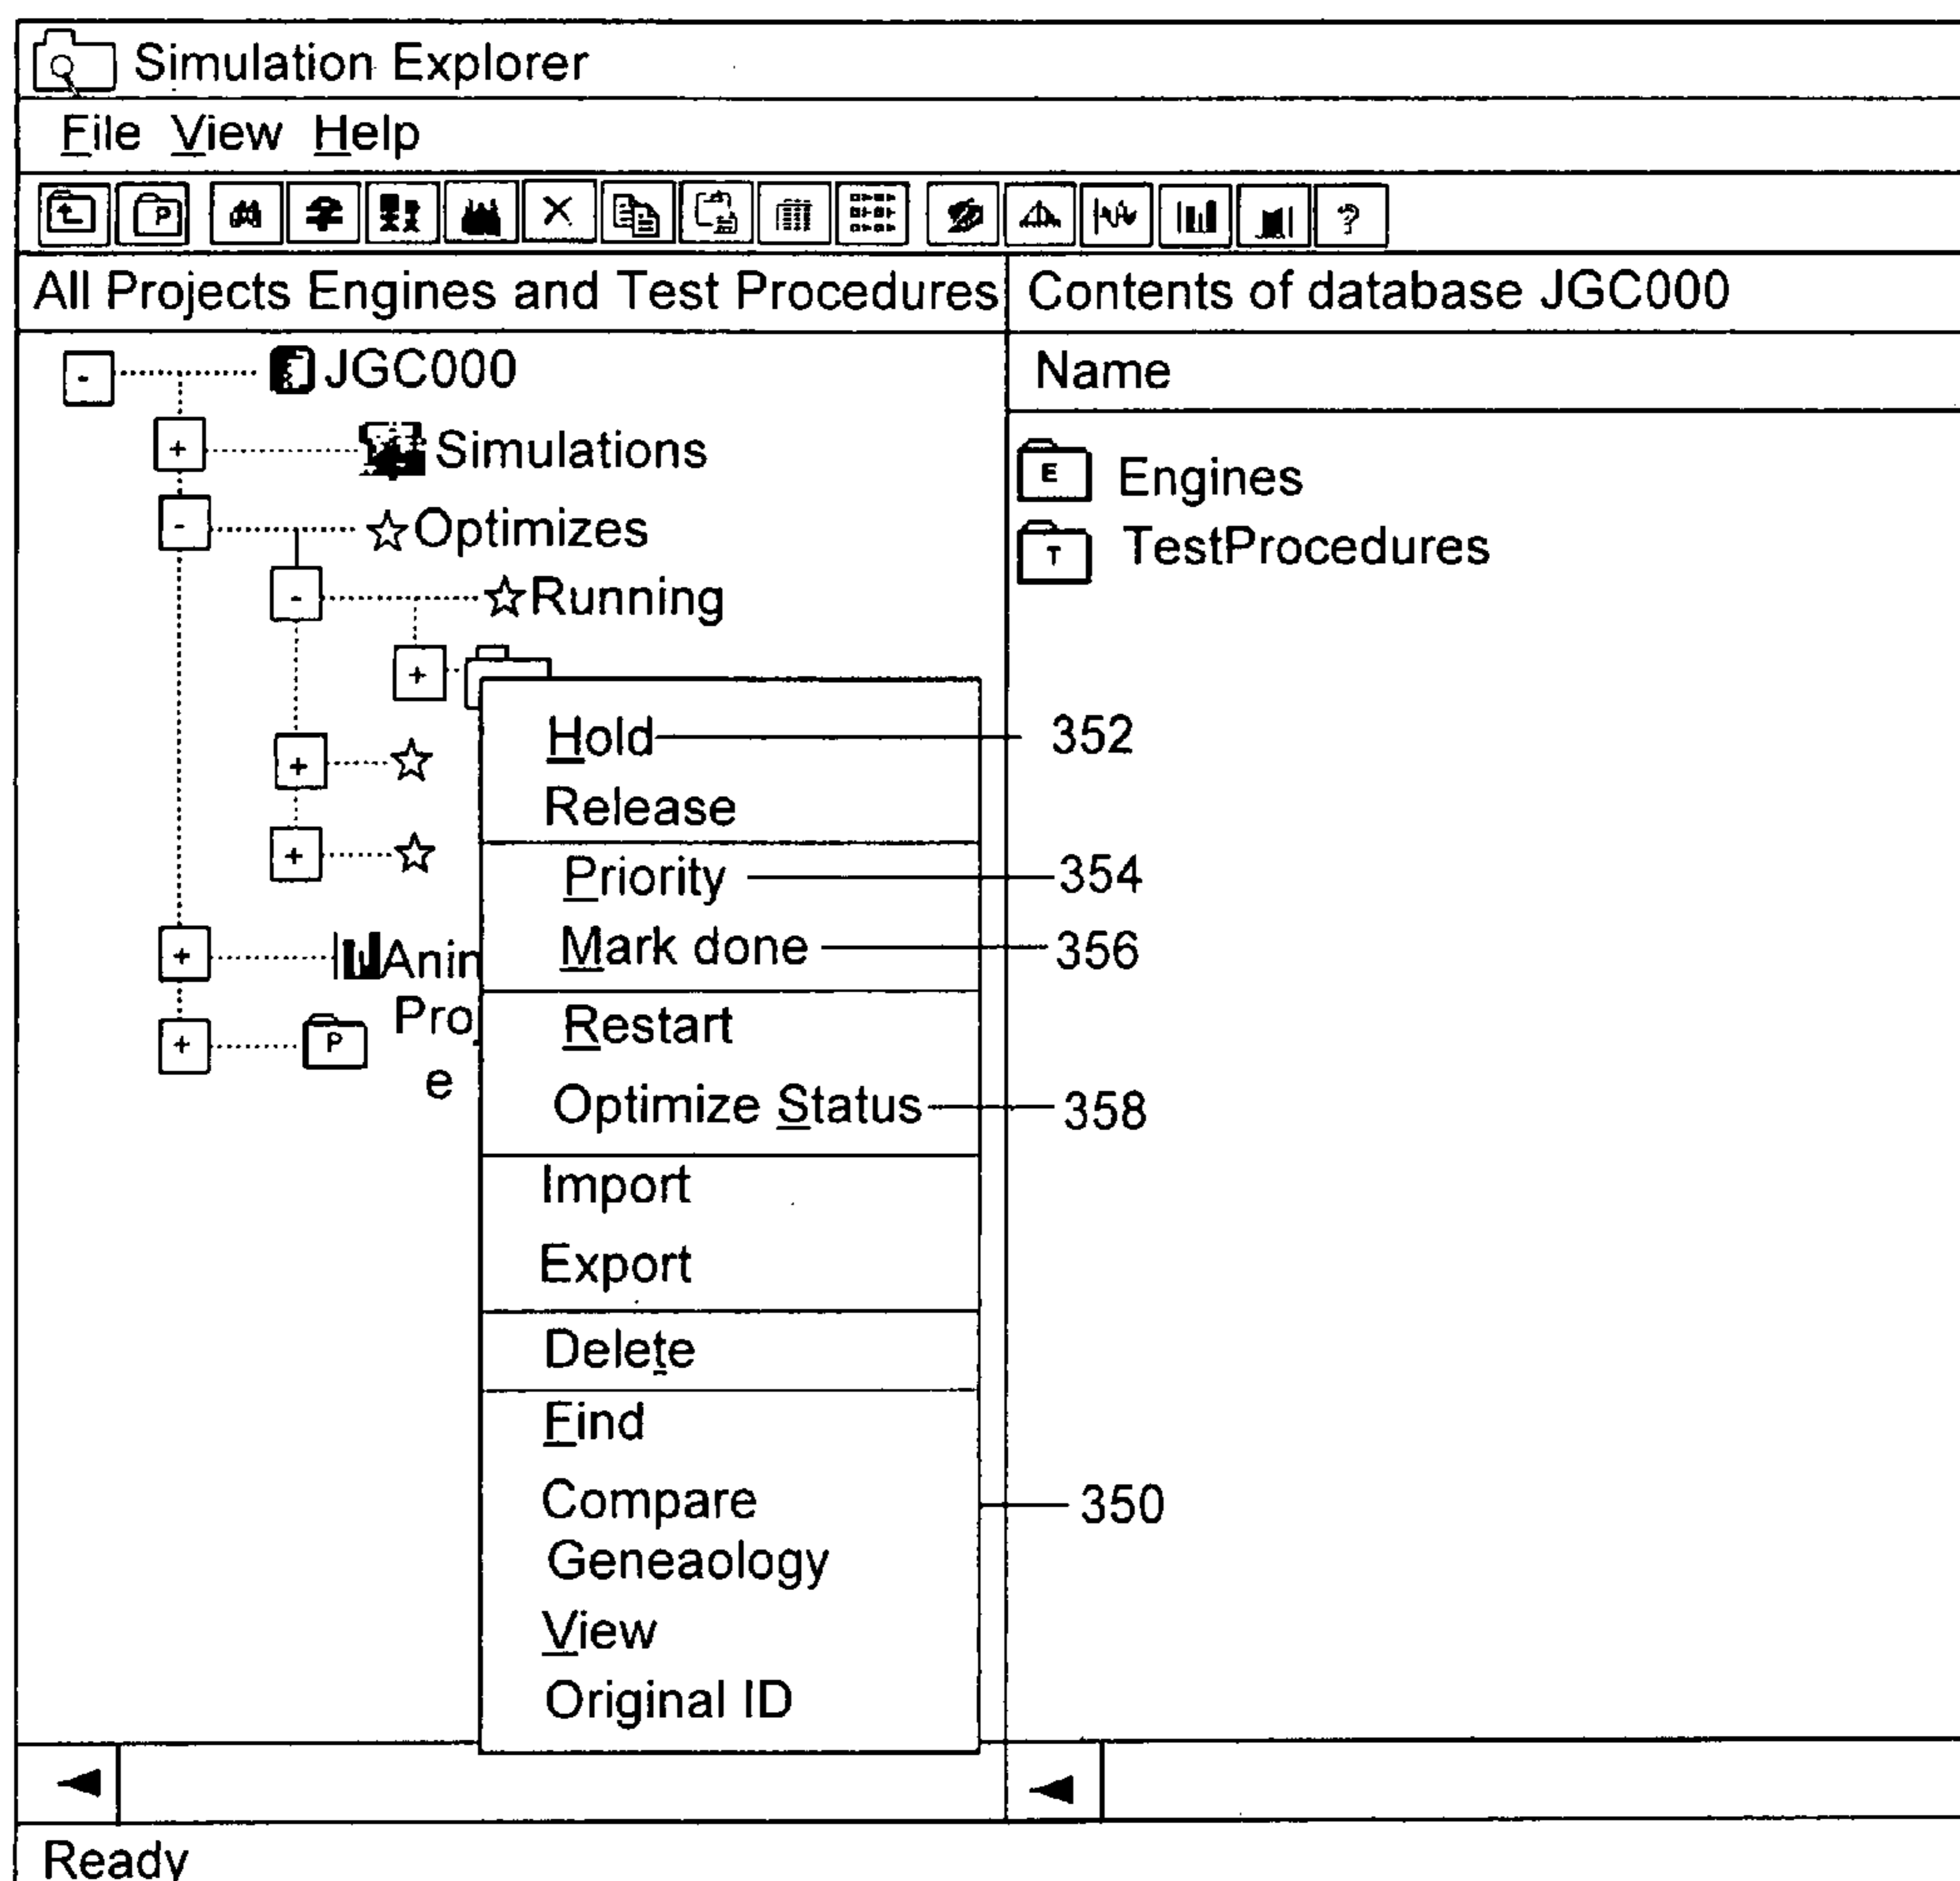 Simulation Explorer
File View Help
P
?
All Projects Engines and Test Procedures
Contents of database JGC000
JGC000
Name
Simulations
E Engines
Optimizes
T TestProcedures
Running
Hold 352
Release
Priority 354
Mark done 356
Anim
Proj
P
e
Restart
Optimize Status 358
Import
Export
Delete
Find
Compare 350
Geneaology
View
Original ID
Ready